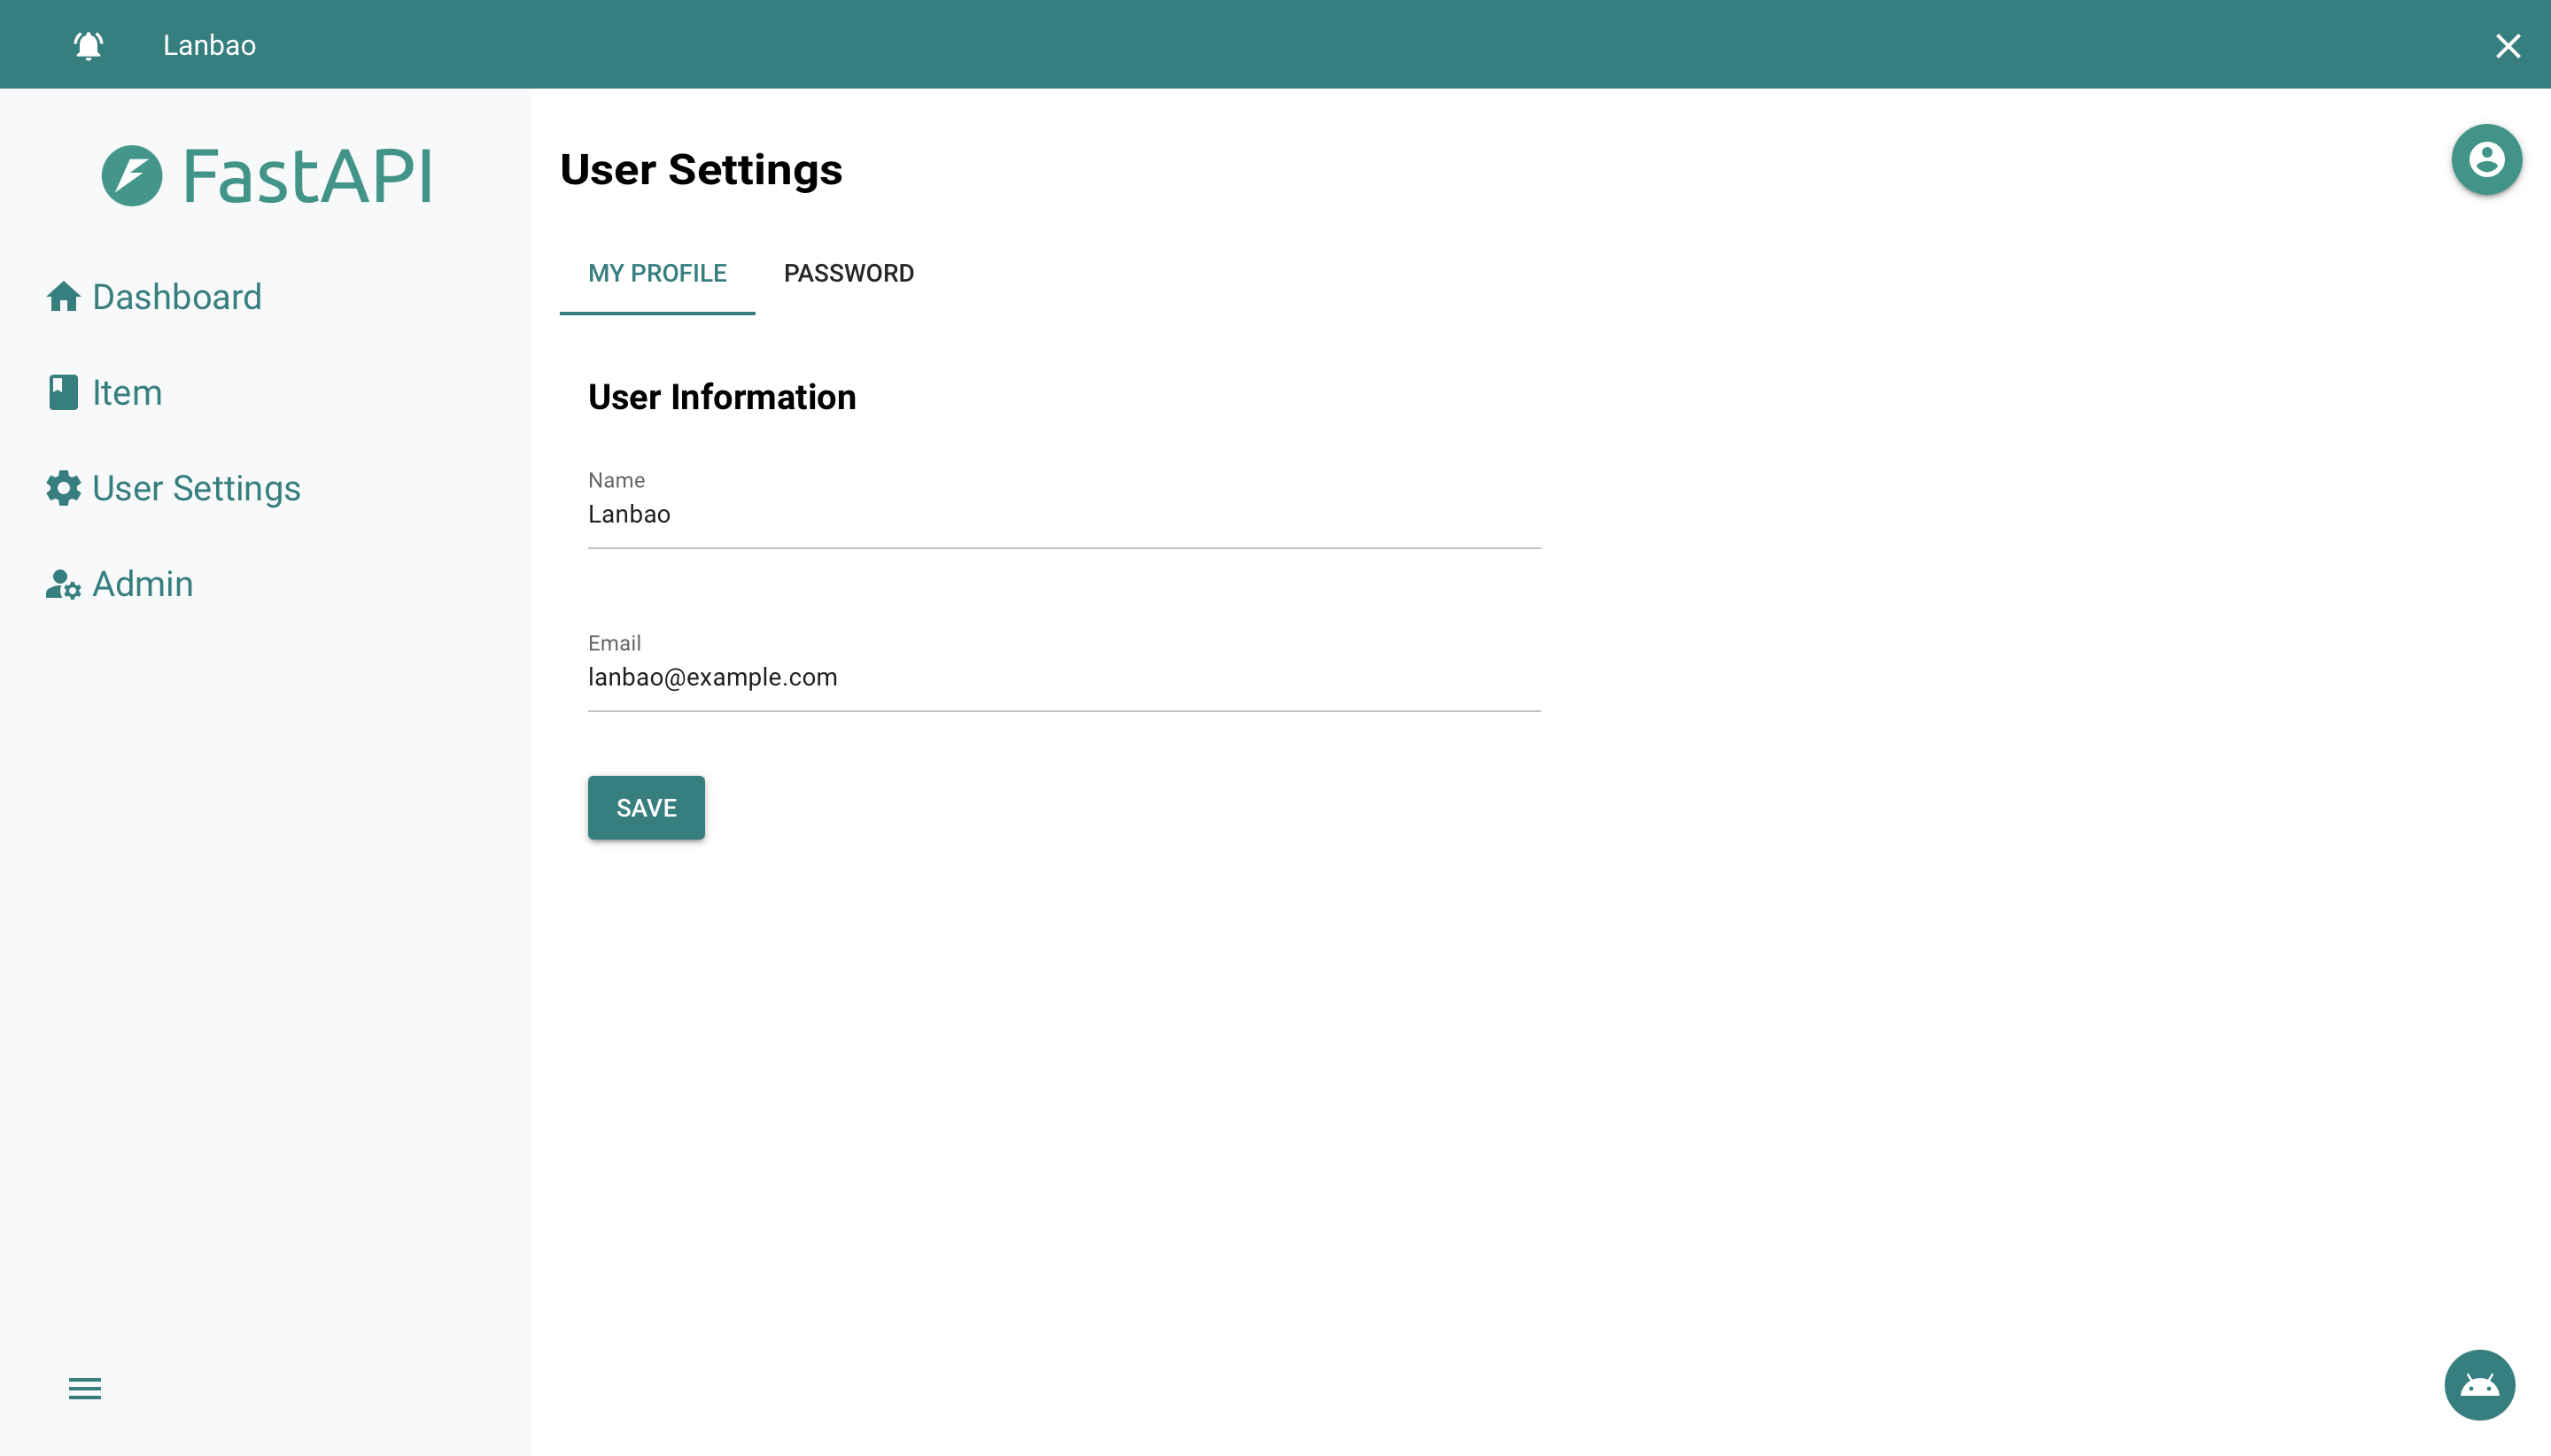 Lanbao
FastAPI
Dashboard
Item
User Settings
Admin
User Settings
MY PROFILE
PASSWORD
User Information
Name
Lanbao
Email
lanbao@example.com
SAVE